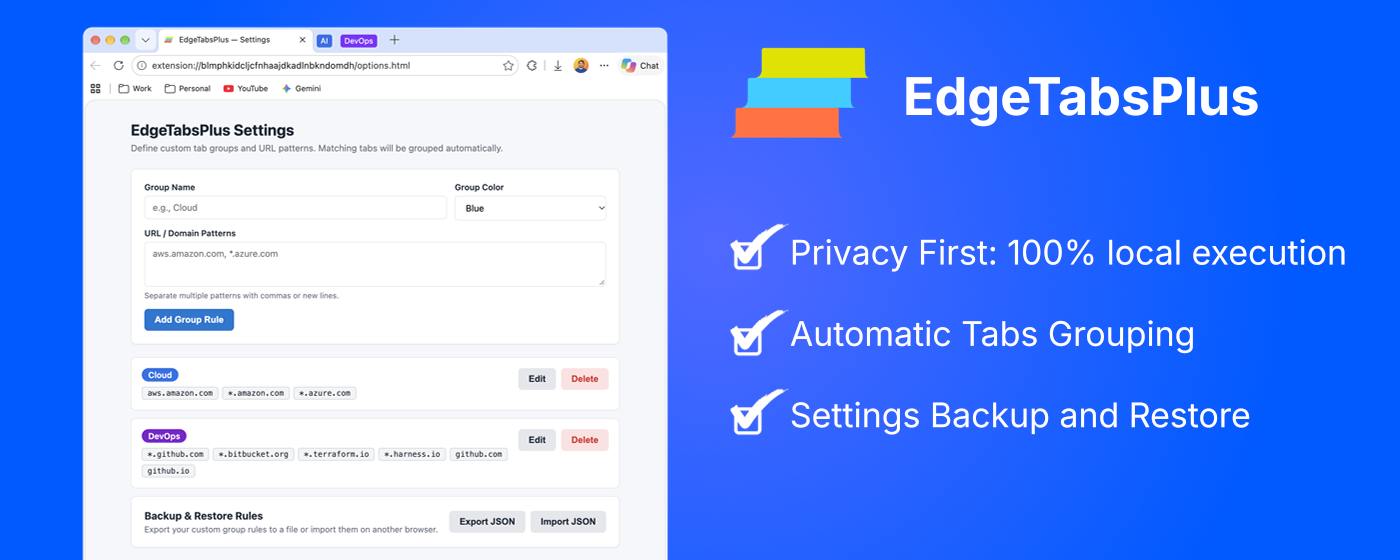 EdgeTabsPlus — Settings
AI
DevOps
extension://blmphkidcljcfnhaajdkadlnbkndomdh/options.html
Chat
Work
Personal
YouTube
Gemini
EdgeTabsPlus Settings
Define custom tab groups and URL patterns. Matching tabs will be grouped automatically.
Group Name
Group Color
e.g., Cloud
Blue
URL / Domain Patterns
aws.amazon.com, *.azure.com
Separate multiple patterns with commas or new lines.
Add Group Rule
Cloud
aws.amazon.com *.amazon.com *.azure.com
Edit
Delete
DevOps
*.github.com *.bitbucket.org *.terraform.io *.harness.io github.com
github.io
Edit
Delete
Backup & Restore Rules
Export your custom group rules to a file or import them on another browser.
Export JSON
Import JSON
EdgeTabsPlus
Privacy First: 100% local execution
Automatic Tabs Grouping
Settings Backup and Restore